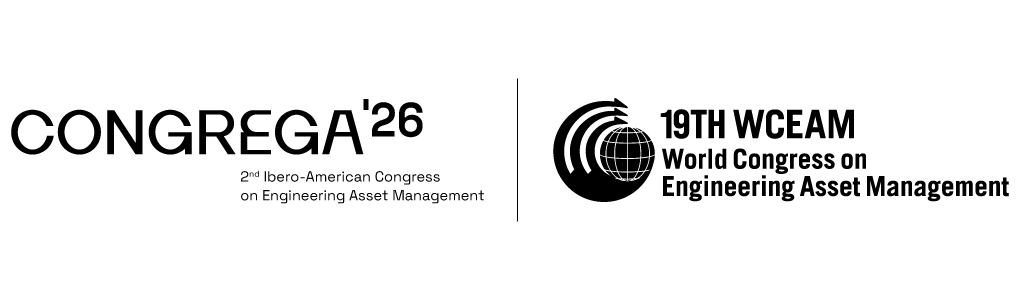 CONGREGA'26
2nd Ibero-American Congress
on Engineering Asset Management
19TH WCEAM
World Congress on
Engineering Asset Management